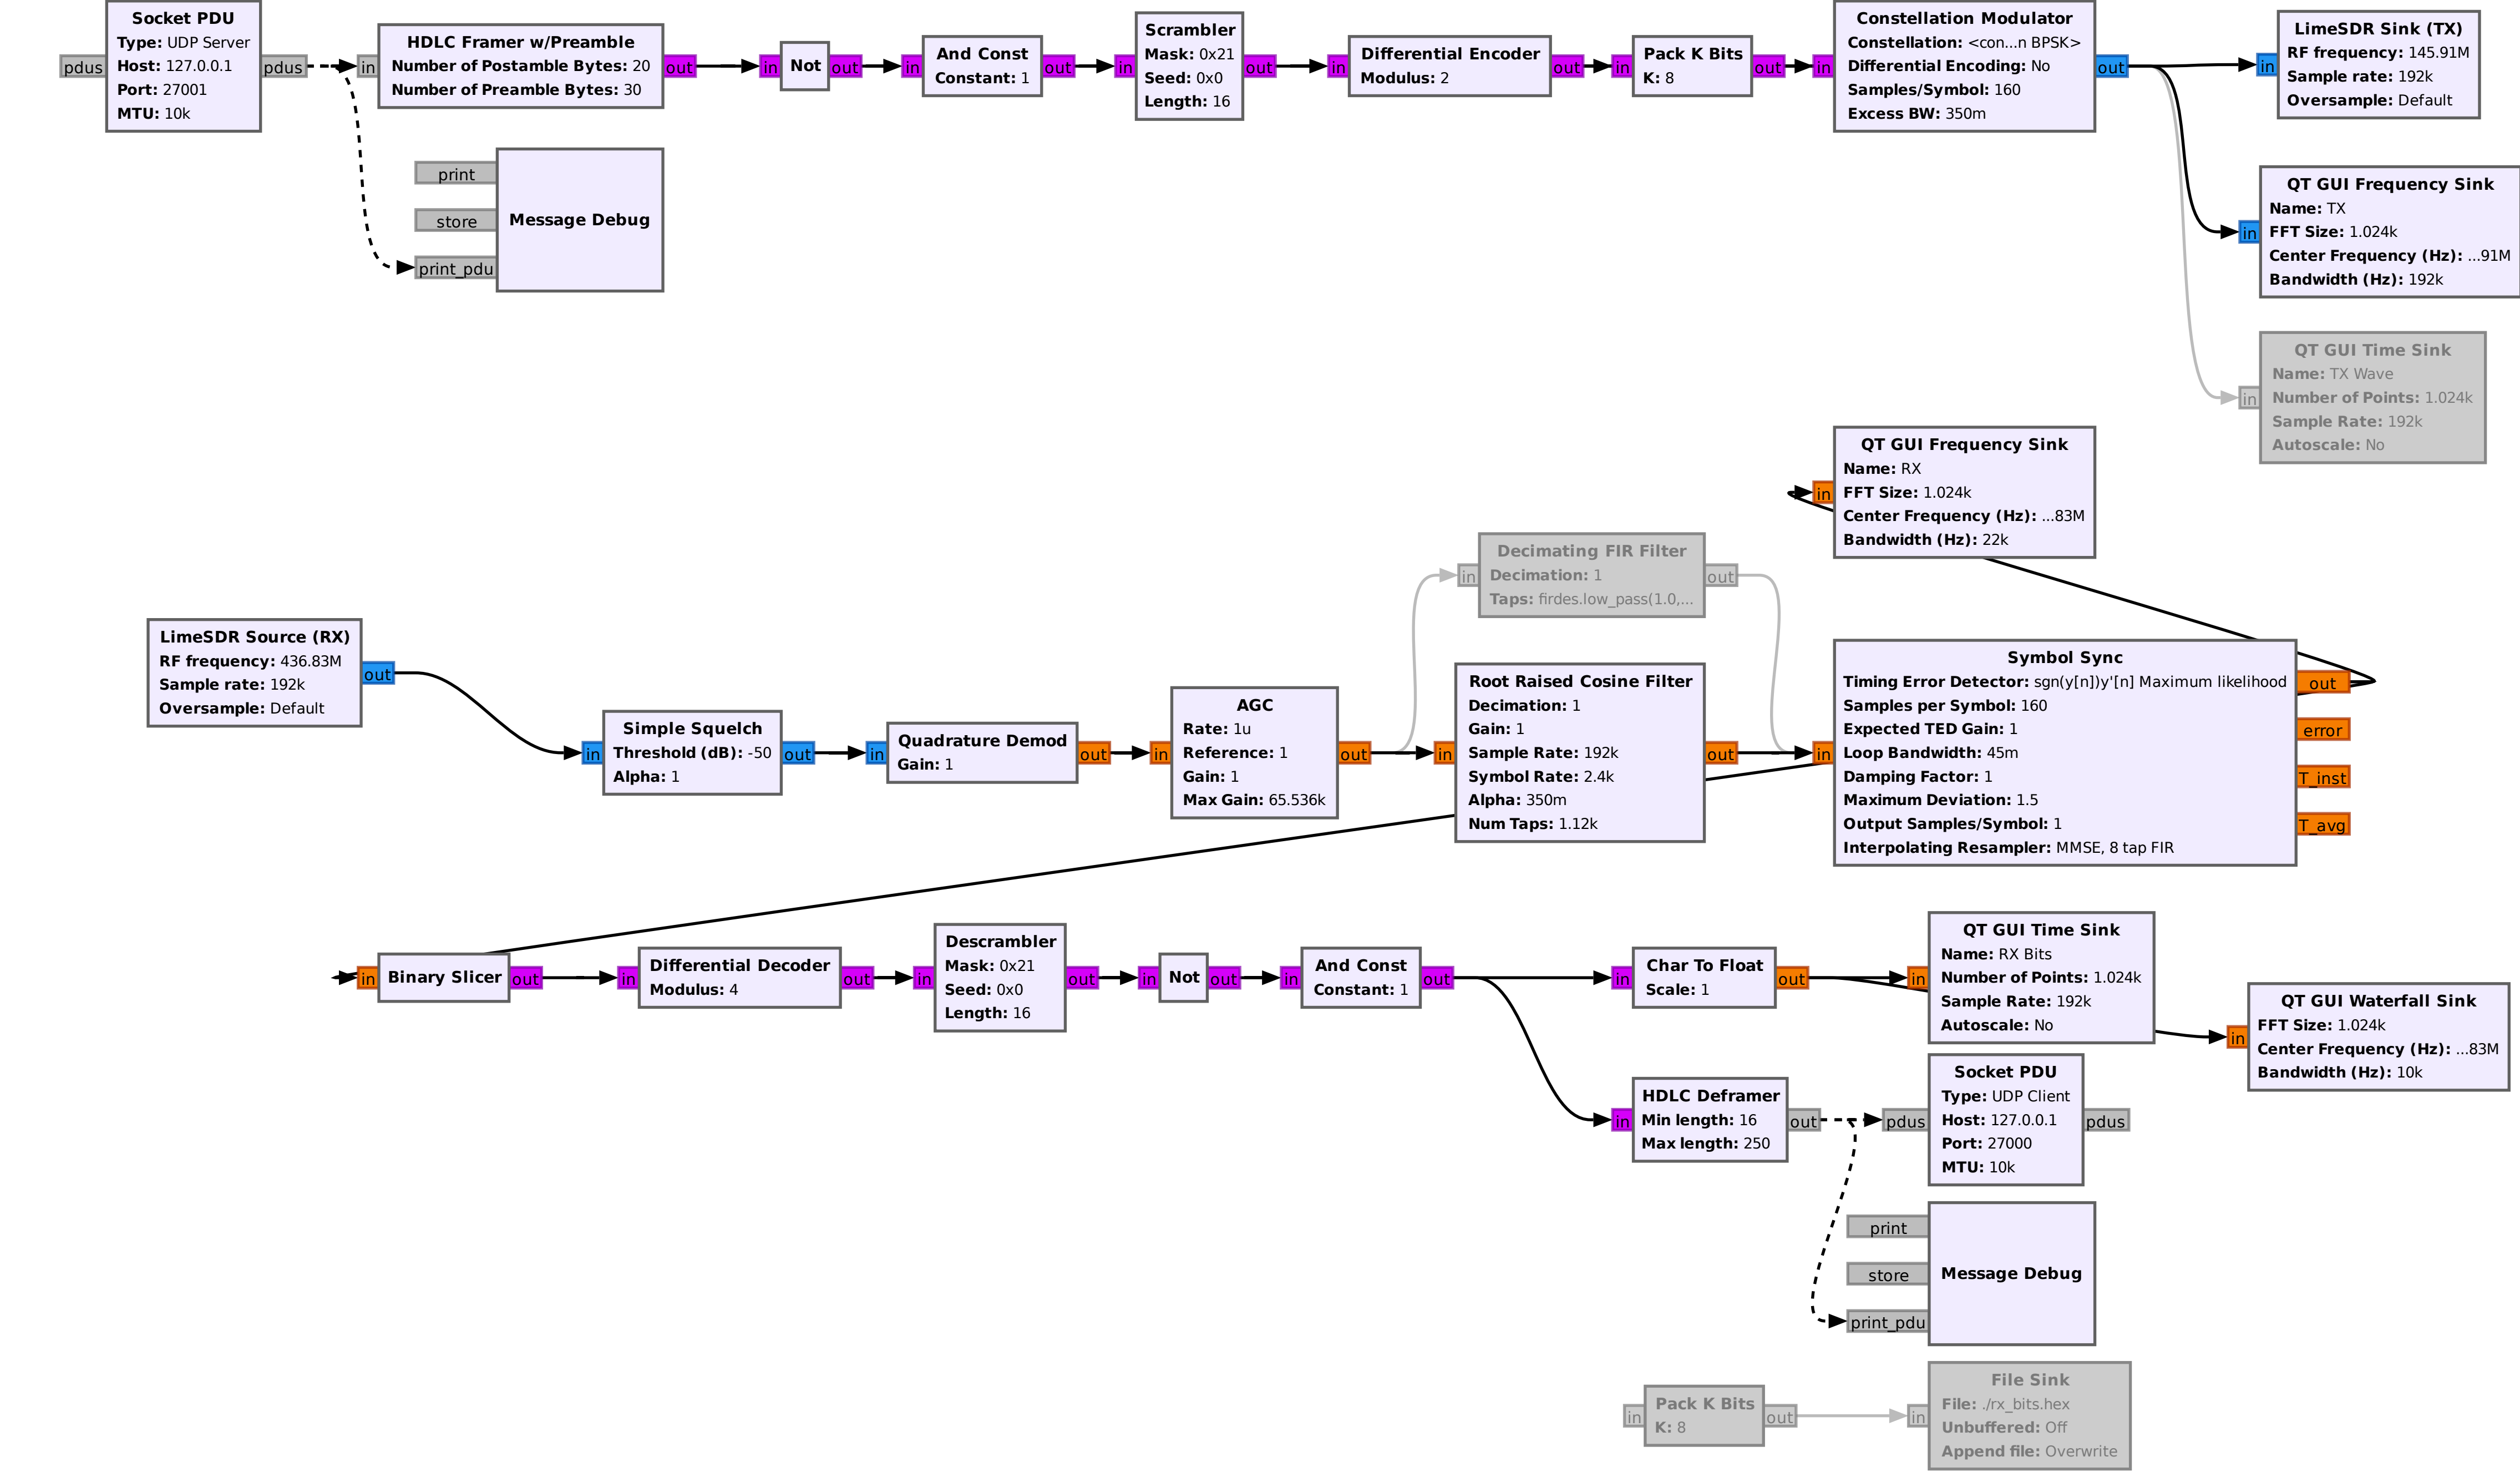 Socket PDU
Type: UDP Server
Host: 127.0.0.1
Port: 27001
MTU: 10k
pdus
pdus
in
HDLC Framer w/Preamble
Number of Postamble Bytes: 20
Number of Preamble Bytes: 30
out
in
Not
out
in
And Const
Constant: 1
out
in
Scrambler
Mask: 0x21
Seed: 0x0
Length: 16
out
in
Differential Encoder
Modulus: 2
out
in
Pack K Bits
K: 8
out
in
Constellation Modulator
Constellation: <con...n BPSK>
Differential Encoding: No
Samples/Symbol: 160
Excess BW: 350m
out
in
LimeSDR Sink (TX)
RF frequency: 145.91M
Sample rate: 192k
Oversample: Default
print
store
print_pdu
Message Debug
in
QT GUI Frequency Sink
Name: TX
FFT Size: 1.024k
Center Frequency (Hz): ...91M
Bandwidth (Hz): 192k
in
QT GUI Time Sink
Name: TX Wave
Number of Points: 1.024k
Sample Rate: 192k
Autoscale: No
in
QT GUI Frequency Sink
Name: RX
FFT Size: 1.024k
Center Frequency (Hz): ...83M
Bandwidth (Hz): 22k
in
Decimating FIR Filter
Decimation: 1
Taps: firdes.low_pass(1.0,...
out
LimeSDR Source (RX)
RF frequency: 436.83M
Sample rate: 192k
Oversample: Default
out
in
Simple Squelch
Threshold (dB): -50
Alpha: 1
out
in
Quadrature Demod
Gain: 1
out
in
AGC
Rate: 1u
Reference: 1
Gain: 1
Max Gain: 65.536k
out
in
Root Raised Cosine Filter
Decimation: 1
Gain: 1
Sample Rate: 192k
Symbol Rate: 2.4k
Alpha: 350m
Num Taps: 1.12k
out
in
Symbol Sync
Timing Error Detector: sgn(y[n])y'[n] Maximum likelihood
Samples per Symbol: 160
Expected TED Gain: 1
Loop Bandwidth: 45m
Damping Factor: 1
Maximum Deviation: 1.5
Output Samples/Symbol: 1
Interpolating Resampler: MMSE, 8 tap FIR
out
error
T_inst
T_avg
in
Binary Slicer
out
in
Differential Decoder
Modulus: 4
out
in
Descrambler
Mask: 0x21
Seed: 0x0
Length: 16
out
in
Not
out
in
And Const
Constant: 1
out
in
Char To Float
Scale: 1
out
in
QT GUI Time Sink
Name: RX Bits
Number of Points: 1.024k
Sample Rate: 192k
Autoscale: No
in
QT GUI Waterfall Sink
FFT Size: 1.024k
Center Frequency (Hz): ...83M
Bandwidth (Hz): 10k
in
HDLC Deframer
Min length: 16
Max length: 250
out
pdus
Socket PDU
Type: UDP Client
Host: 127.0.0.1
Port: 27000
MTU: 10k
pdus
print
store
print_pdu
Message Debug
in
Pack K Bits
K: 8
out
in
File Sink
File: ./rx_bits.hex
Unbuffered: Off
Append file: Overwrite